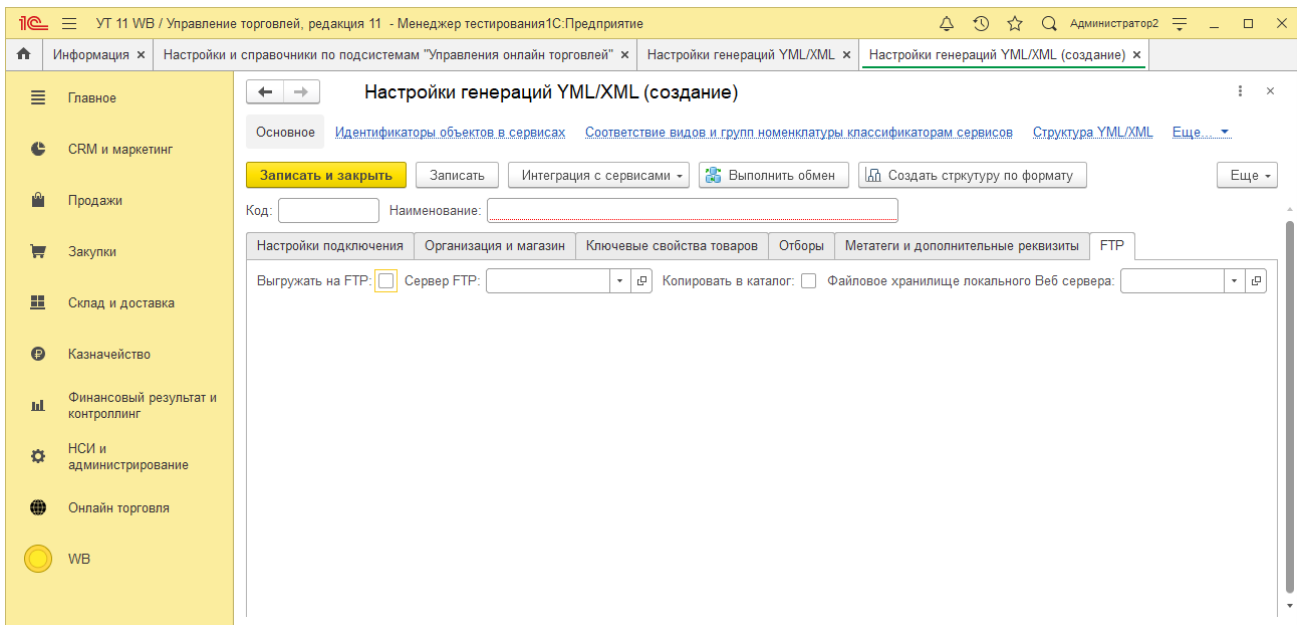 1С УТ 11 WB / Управление торговлей, редакция 11 - Менеджер тестирования1С:Предприятие Администратор2
Информация × Настройки и справочники по подсистемам "Управления онлайн торговлей" × Настройки генераций YML/XML × Настройки генераций YML/XML (создание) ×
Главное
CRM и маркетинг
Продажи
Закупки
Склад и доставка
Казначейство
Финансовый результат и
контроллинг
НСИ и
администрирование
Онлайн торговля
WB
Настройки генераций YML/XML (создание)
Основное Идентификаторы объектов в сервисах Соответствие видов и групп номенклатуры классификаторам сервисов Структура YML/XML Еще...
Записать и закрыть Записать Интеграция с сервисами Выполнить обмен Создать стркутуру по формату Еще
Код: Наименование:
Настройки подключения Организация и магазин Ключевые свойства товаров Отборы Метатеги и дополнительные реквизиты FTP
Выгружать на FTP: Сервер FTP: Копировать в каталог: Файловое хранилище локального Веб сервера: